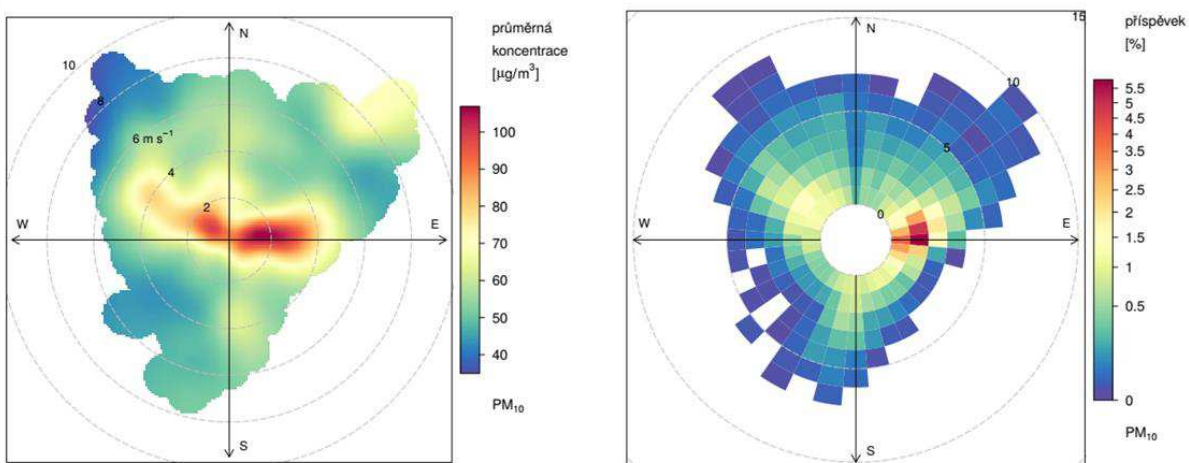 N
10
8
6 m s⁻¹
4
2
W
E
S
průměrná
koncentrace
[µg/m³]
100
90
80
70
60
50
40
PM₁₀
15
N
10
5
0
W
E
S
příspěvek
[%]
5.5
4.5
4
3.5
3
2.5
2
1.5
1
0.5
0
PM₁₀